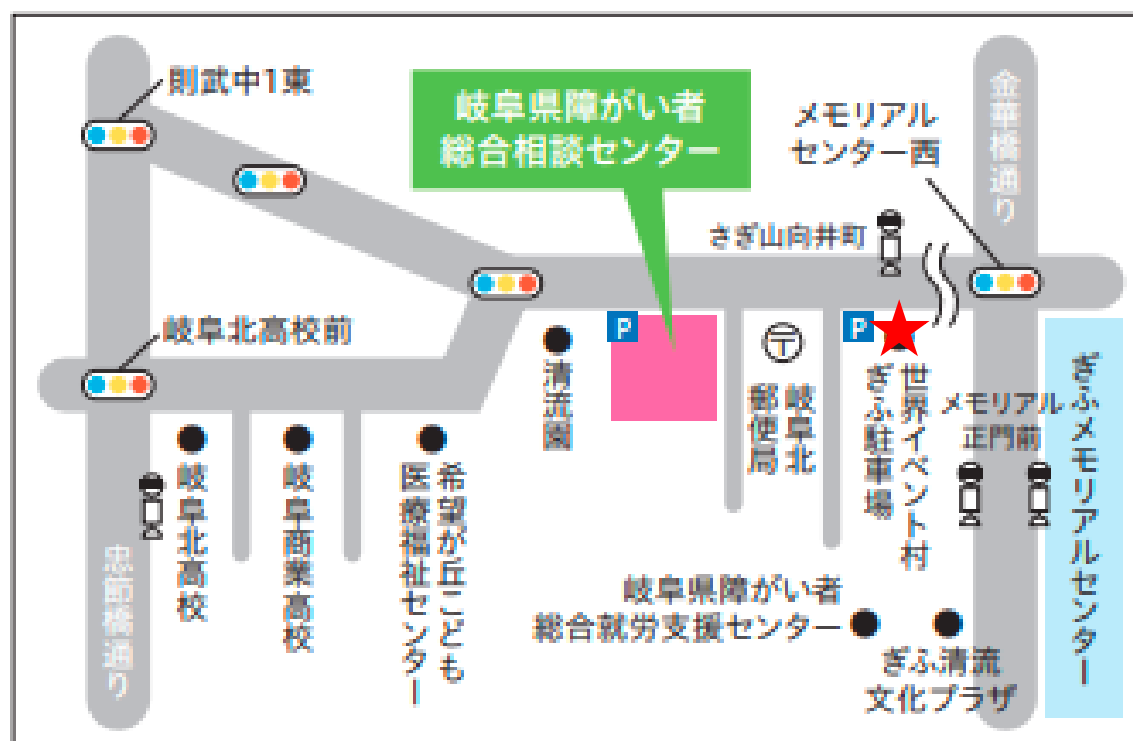 則武中1東
岐阜県障がい者
総合相談センター
メモリアル
センター西
金華橋通り
さぎ山向井町
岐阜北高校前
P
P
清流園
〒
岐阜北
郵便局
世界イベント村
ぎふ駐車場
メモリアル
正門前
ぎふメモリアルセンター
岐阜北高校
岐阜商業高校
希望が丘こども
医療福祉センター
忠節橋通り
岐阜県障がい者
総合就労支援センター
ぎふ清流
文化プラザ